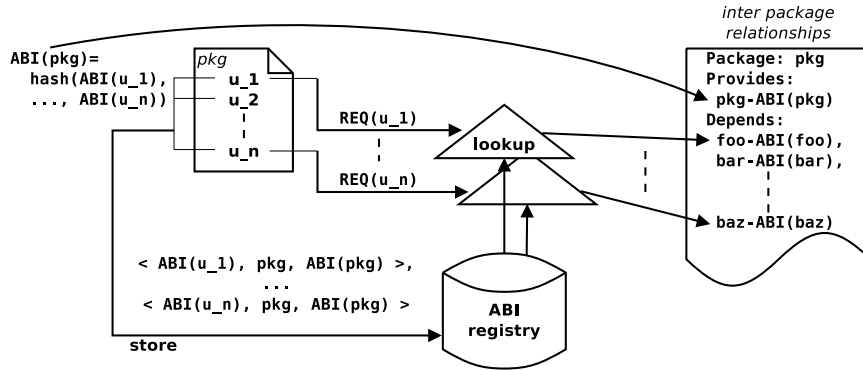 inter package
relationships
ABI(pkg)=
hash(ABI(u_1),
..., ABI(u_n))
pkg
u_1
u_2
u_n
REQ(u_1)
REQ(u_n)
lookup
Package: pkg
Provides:
pkg-ABI(pkg)
Depends:
foo-ABI(foo),
bar-ABI(bar),
baz-ABI(baz)
< ABI(u_1), pkg, ABI(pkg) >,
...
< ABI(u_n), pkg, ABI(pkg) >
store
ABI
registry